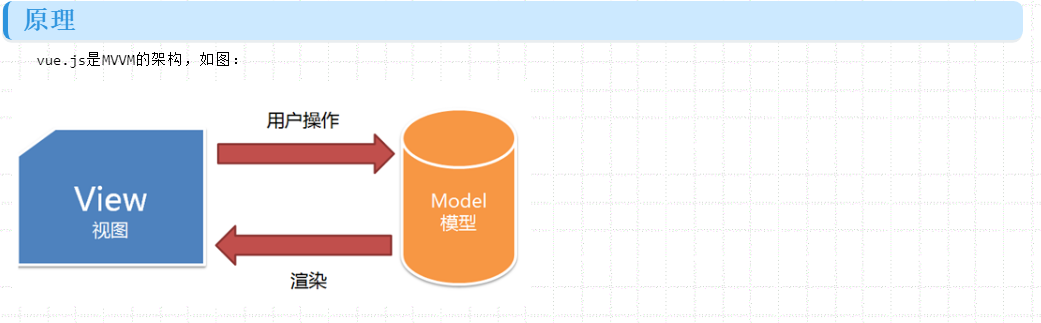 原理
vue.js是MVVM的架构，如图：
用户操作
View
视图
Model
模型
渲染